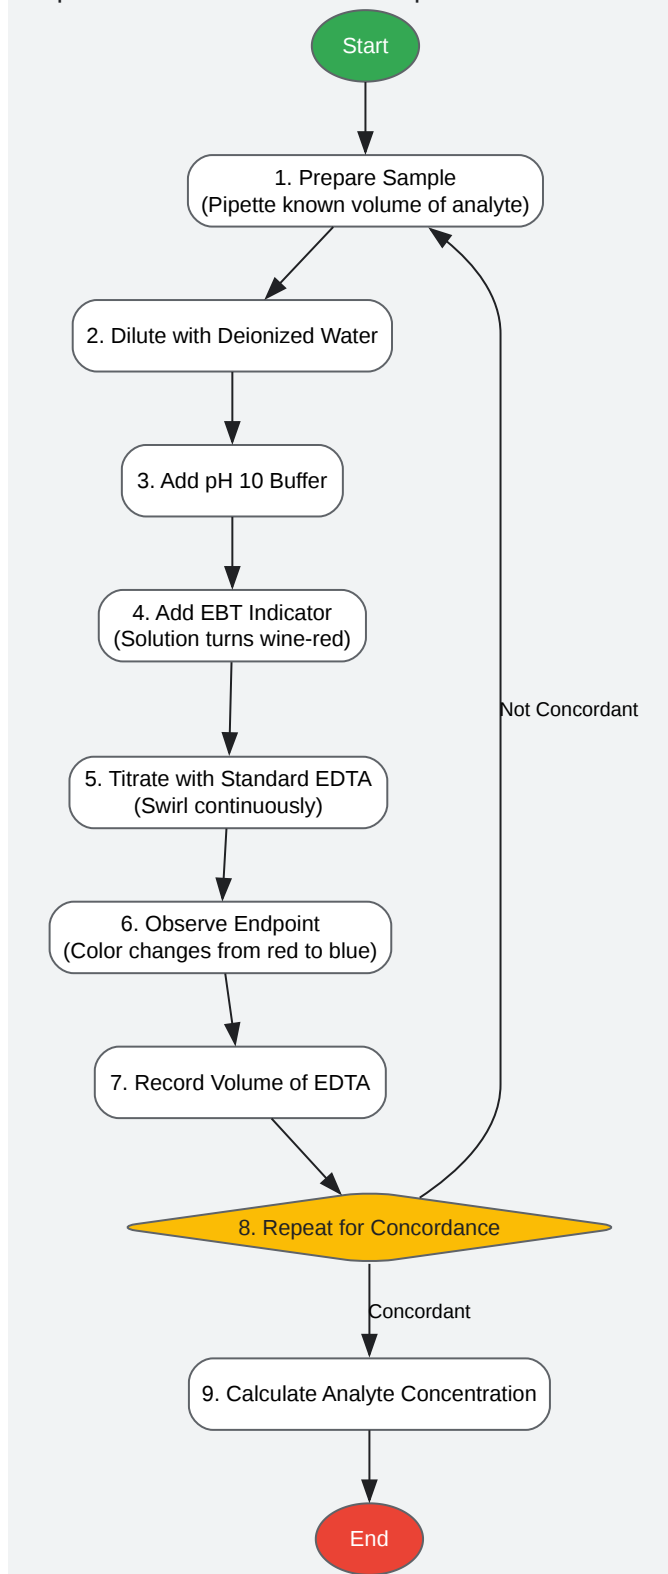 Start
1. Prepare Sample
(Pipette known volume of analyte)
2. Dilute with Deionized Water
3. Add pH 10 Buffer
4. Add EBT Indicator
(Solution turns wine-red)
Not Concordant
5. Titrate with Standard EDTA
(Swirl continuously)
6. Observe Endpoint
(Color changes from red to blue)
7. Record Volume of EDTA
8. Repeat for Concordance
Concordant
9. Calculate Analyte Concentration
End